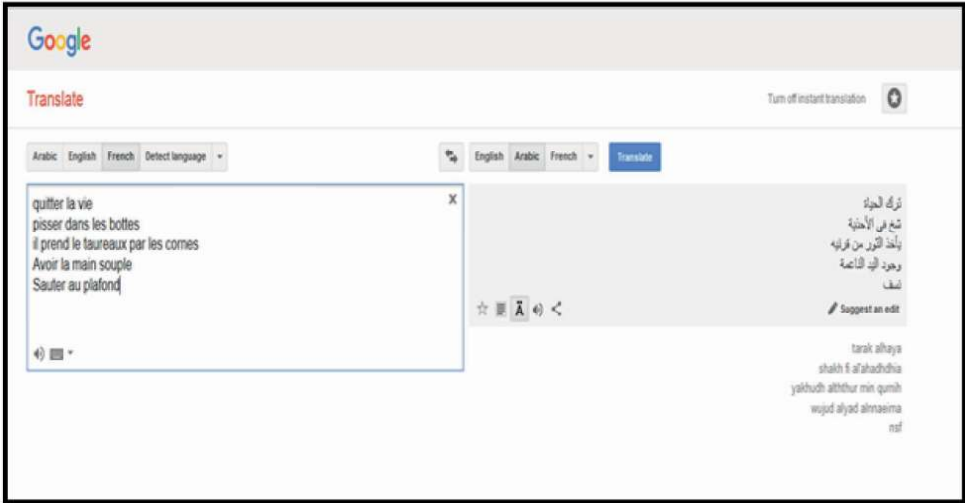 Google
Translate
Turn off instant translation
Arabic English French Detect language
English Arabic French Translate
quitter la vie
pisser dans les bottes
il prend le taureaux par les cornes
Avoir la main souple
Sauter au plafond
X
ترك الحياة
شخ في الأحذية
يأخذ الثور من قرنيه
وجود اليد الناعمة
نسف
Ä
Suggest an edit
tarak alhaya
shakh fi al'ahadhdhia
yakhudh alththur min qurnih
wujud alyad alnnaeima
nsf